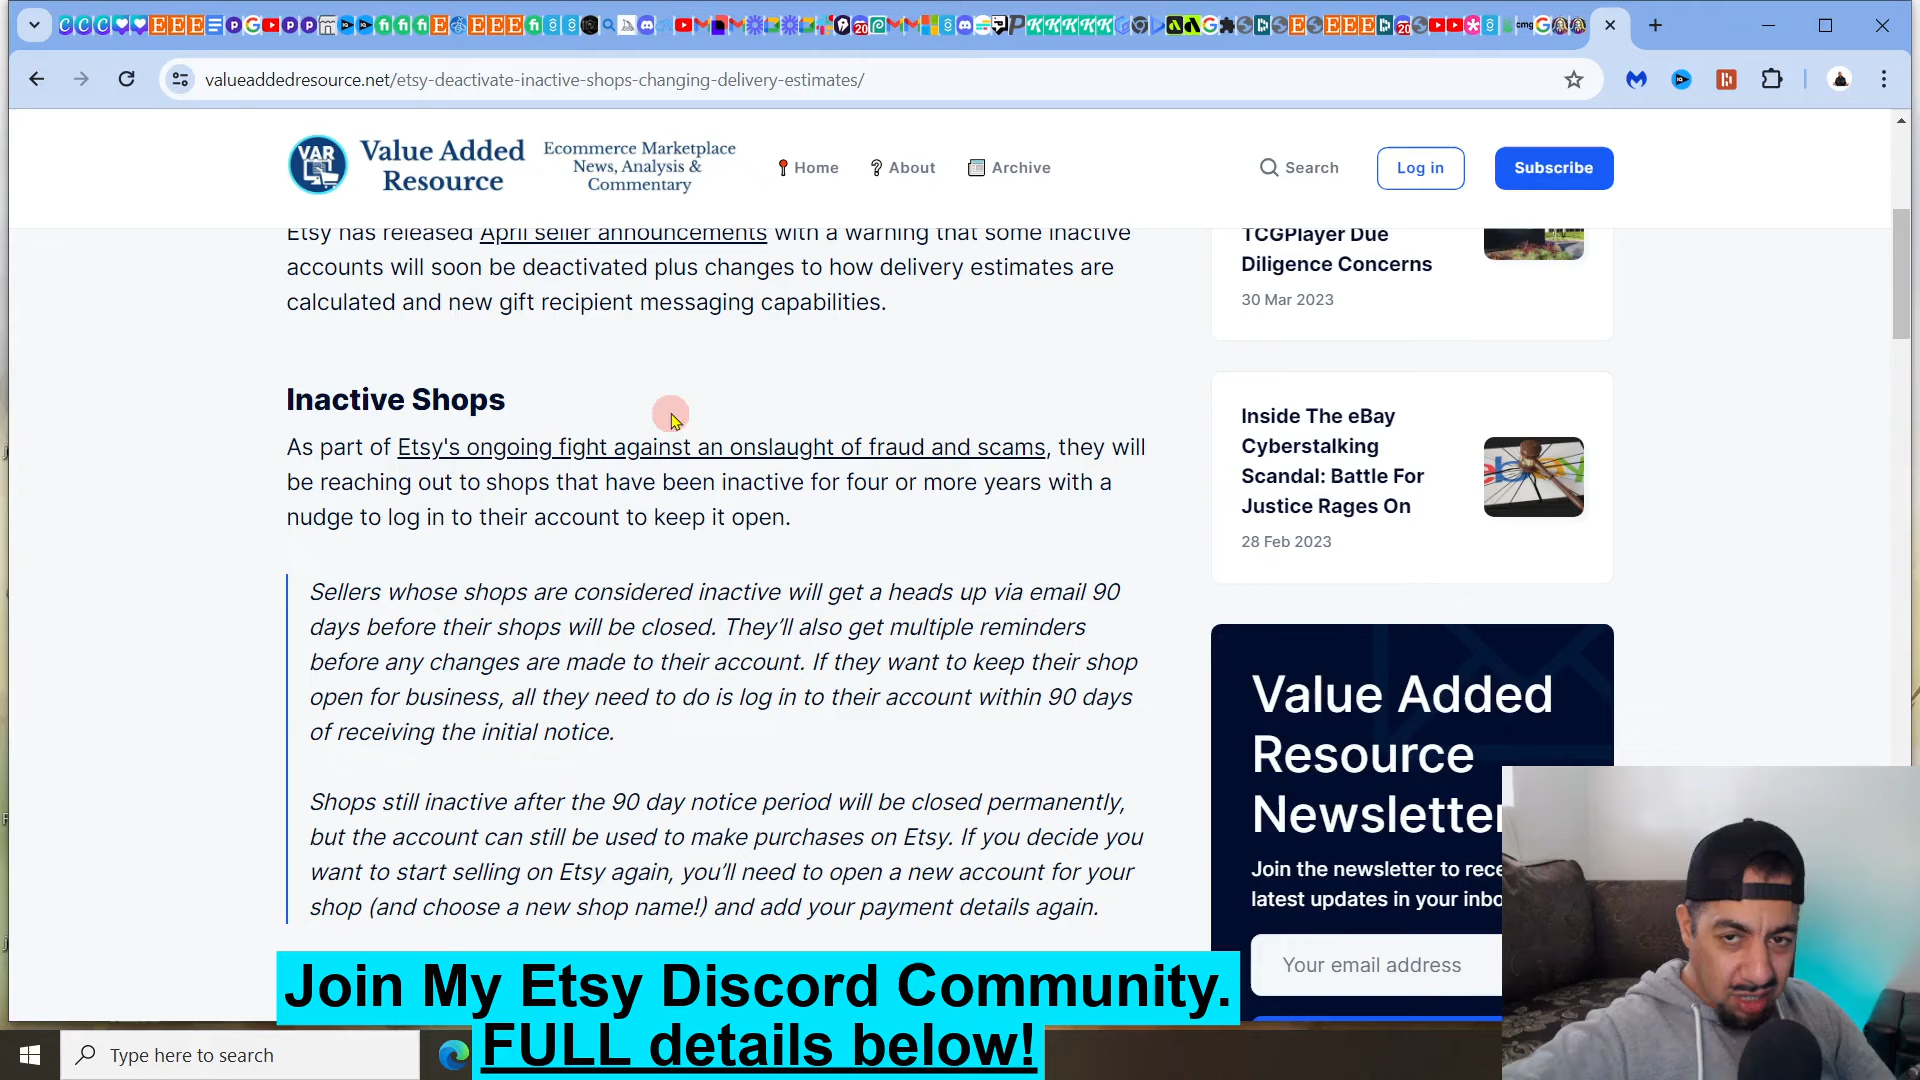 valueaddedresource.net/etsy-deactivate-inactive-shops-changing-delivery-estimates/
VAR
Value Added
Resource
Ecommerce Marketplace
News, Analysis &
Commentary
Home
About
Archive
Search
Log in
Subscribe
Etsy has released April seller announcements with a warning that some inactive
accounts will soon be deactivated plus changes to how delivery estimates are
calculated and new gift recipient messaging capabilities.
Inactive Shops
As part of Etsy's ongoing fight against an onslaught of fraud and scams, they will
be reaching out to shops that have been inactive for four or more years with a
nudge to log in to their account to keep it open.
Sellers whose shops are considered inactive will get a heads up via email 90
days before their shops will be closed. They’ll also get multiple reminders
before any changes are made to their account. If they want to keep their shop
open for business, all they need to do is log in to their account within 90 days
of receiving the initial notice.
Shops still inactive after the 90 day notice period will be closed permanently,
but the account can still be used to make purchases on Etsy. If you decide you
want to start selling on Etsy again, you’ll need to open a new account for your
shop (and choose a new shop name!) and add your payment details again.
TCGPlayer Due
Diligence Concerns
30 Mar 2023
Inside The eBay
Cyberstalking
Scandal: Battle For
Justice Rages On
28 Feb 2023
Value Added
Resource
Newsletter
Join the newsletter to rece
latest updates in your inbo
Your email address
Join My Etsy Discord Community.
FULL details below!
Type here to search